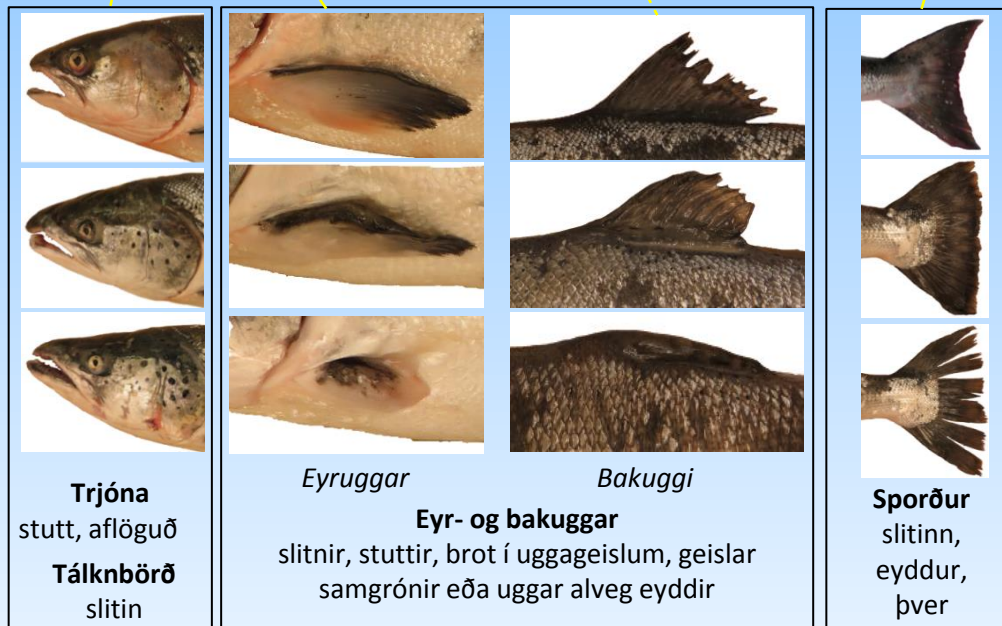 Trjóna
stutt, aflöguð
Tálknbörð
slitin
Eyruggar
Bakuggi
Eyr- og bakuggar
slitnir, stuttir, brot í uggageislum, geislar
samgrónir eða uggar alveg eyddir
Sporður
slitinn,
eyddur,
þver